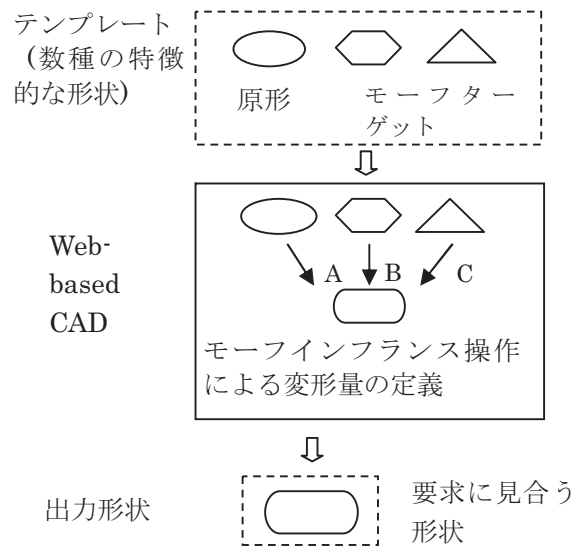 テンプレート
(数種の特徴
的な形状)
原形
モーフター
ゲット
Web-
based
CAD
A B C
モーフインフランス操作
による変形量の定義
出力形状
要求に見合う
形状